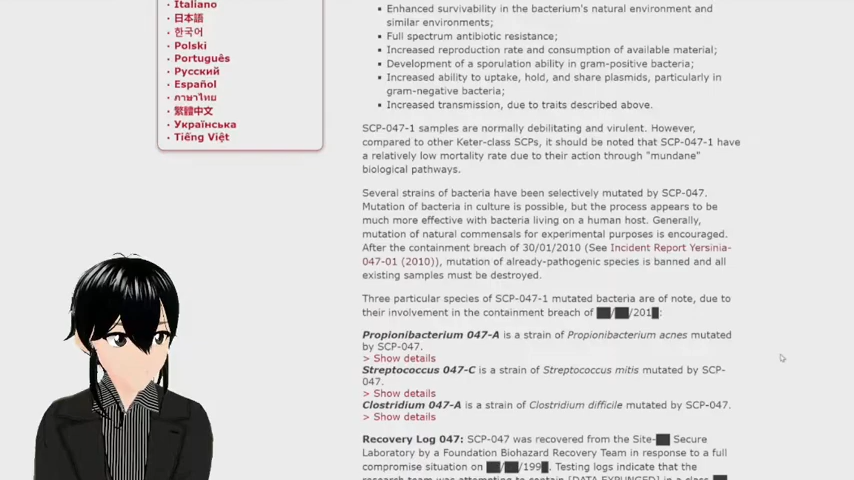 Italiano
日本語
한국어
Polski
Português
Русский
Español
ภาษาไทย
繁體中文
Українська
Tiếng Việt
Enhanced survivability in the bacterium's natural environment and
similar environments;
Full spectrum antibiotic resistance;
Increased reproduction rate and consumption of available material;
Development of a sporulation ability in gram-positive bacteria;
Increased ability to uptake, hold, and share plasmids, particularly in
gram-negative bacteria;
Increased transmission, due to traits described above.
SCP-047-1 samples are normally debilitating and virulent. However,
compared to other Keter-class SCPs, it should be noted that SCP-047-1 have
a relatively low mortality rate due to their action through "mundane"
biological pathways.
Several strains of bacteria have been selectively mutated by SCP-047.
Mutation of bacteria in culture is possible, but the process appears to be
much more effective with bacteria living on a human host. Generally,
mutation of natural commensals for experimental purposes is encouraged.
After the containment breach of 30/01/2010 (See Incident Report Yersinia-
047-01 (2010)), mutation of already-pathogenic species is banned and all
existing samples must be destroyed.
Three particular species of SCP-047-1 mutated bacteria are of note, due to
their involvement in the containment breach of ██/██/201█:
Propionibacterium 047-A is a strain of Propionibacterium acnes mutated
by SCP-047.
> Show details
Streptococcus 047-C is a strain of Streptococcus mitis mutated by SCP-
047.
> Show details
Clostridium 047-A is a strain of Clostridium difficile mutated by SCP-047.
> Show details
Recovery Log 047: SCP-047 was recovered from the Site-██ Secure
Laboratory by a Foundation Biohazard Recovery Team in response to a full
compromise situation on ██/██/199█. Testing logs indicate that the
research team was attempting to contain [DATA EXPUNGED] in a class ██